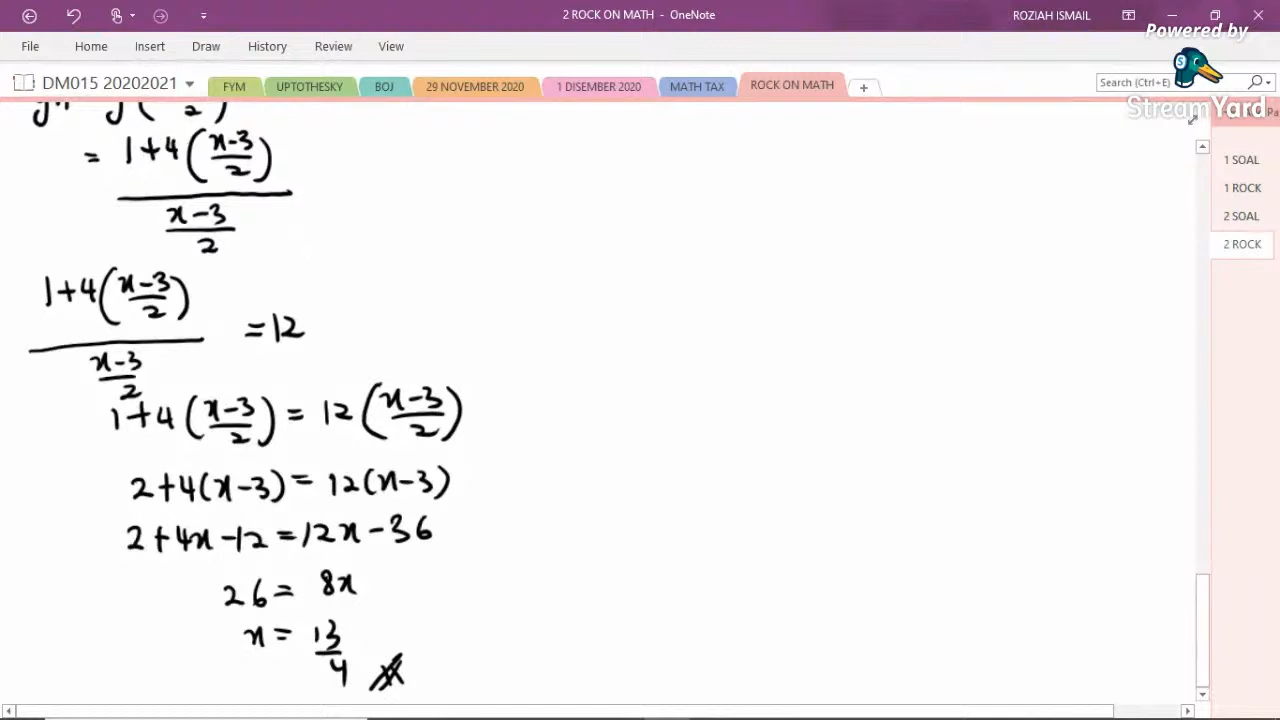 2 ROCK ON MATH - OneNote
ROZIAH ISMAIL
Powered by
File Home Insert Draw History Review View
DM015 20202021
FYM UPTOTHESKY BOJ 29 NOVEMBER 2020 1 DISEMBER 2020 MATH TAX ROCK ON MATH +
Search (Ctrl+E)
StreamYard
Pa
1 SOAL
1 ROCK
2 SOAL
2 ROCK
= (1+4((x-3)/2))/((x-3)/2)
(1+4((x-3)/2))/((x-3)/2) = 12
1+4((x-3)/2) = 12((x-3)/2)
2+4(x-3) = 12(x-3)
2+4x-12 = 12x-36
26 = 8x
x = 13/4